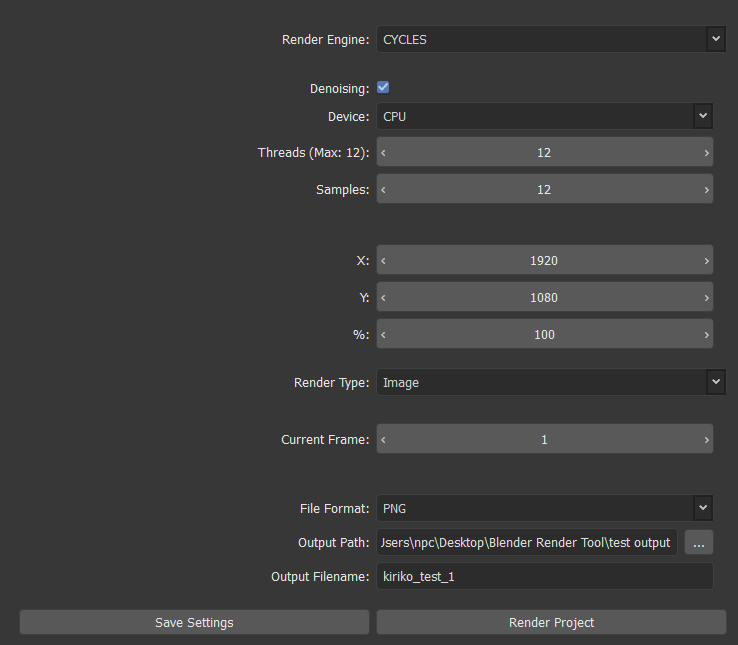 Render Engine: CYCLES
Denoising:
Device: CPU
Threads (Max: 12): 12
Samples: 12
X: 1920
Y: 1080
%: 100
Render Type: Image
Current Frame: 1
File Format: PNG
Output Path: Jsers\npc\Desktop\Blender Render Tool\test output ...
Output Filename: kiriko_test_1
Save Settings Render Project